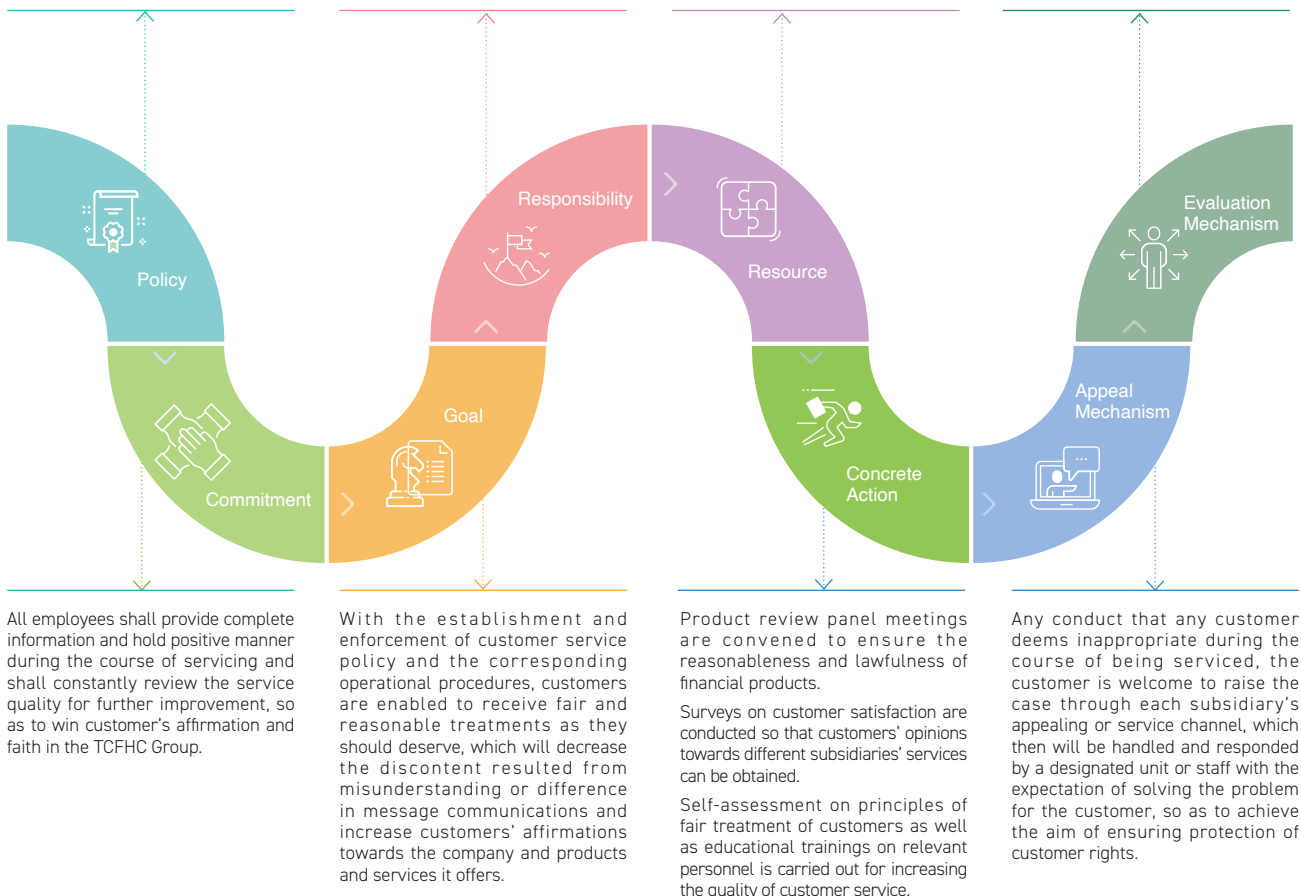 Policy
Commitment
Goal
Responsibility
Resource
Concrete
Action
Appeal
Mechanism
Evaluation
Mechanism
All employees shall provide complete
information and hold positive manner
during the course of servicing and
shall constantly review the service
quality for further improvement, so
as to win customer's affirmation and
faith in the TCFHC Group.
With the establishment and
enforcement of customer service
policy and the corresponding
operational procedures, customers
are enabled to receive fair and
reasonable treatments as they
should deserve, which will decrease
the discontent resulted from
misunderstanding or difference
in message communications and
increase customers' affirmations
towards the company and products
and services it offers.
Product review panel meetings
are convened to ensure the
reasonableness and lawfulness of
financial products.
Surveys on customer satisfaction are
conducted so that customers' opinions
towards different subsidiaries' services
can be obtained.
Self-assessment on principles of
fair treatment of customers as well
as educational trainings on relevant
personnel is carried out for increasing
the quality of customer service.
Any conduct that any customer
deems inappropriate during the
course of being serviced, the
customer is welcome to raise the
case through each subsidiary's
appealing or service channel, which
then will be handled and responded
by a designated unit or staff with the
expectation of solving the problem
for the customer, so as to achieve
the aim of ensuring protection of
customer rights.